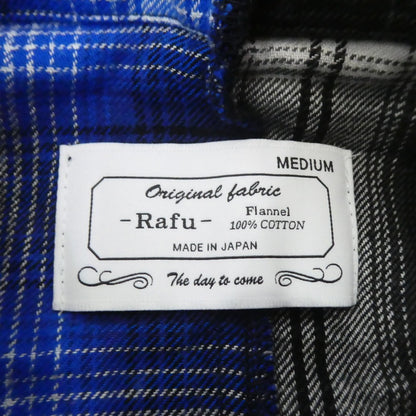 MEDIUM
Original fabric
- Rafu -
Flannel
100% COTTON
MADE IN JAPAN
The day to come